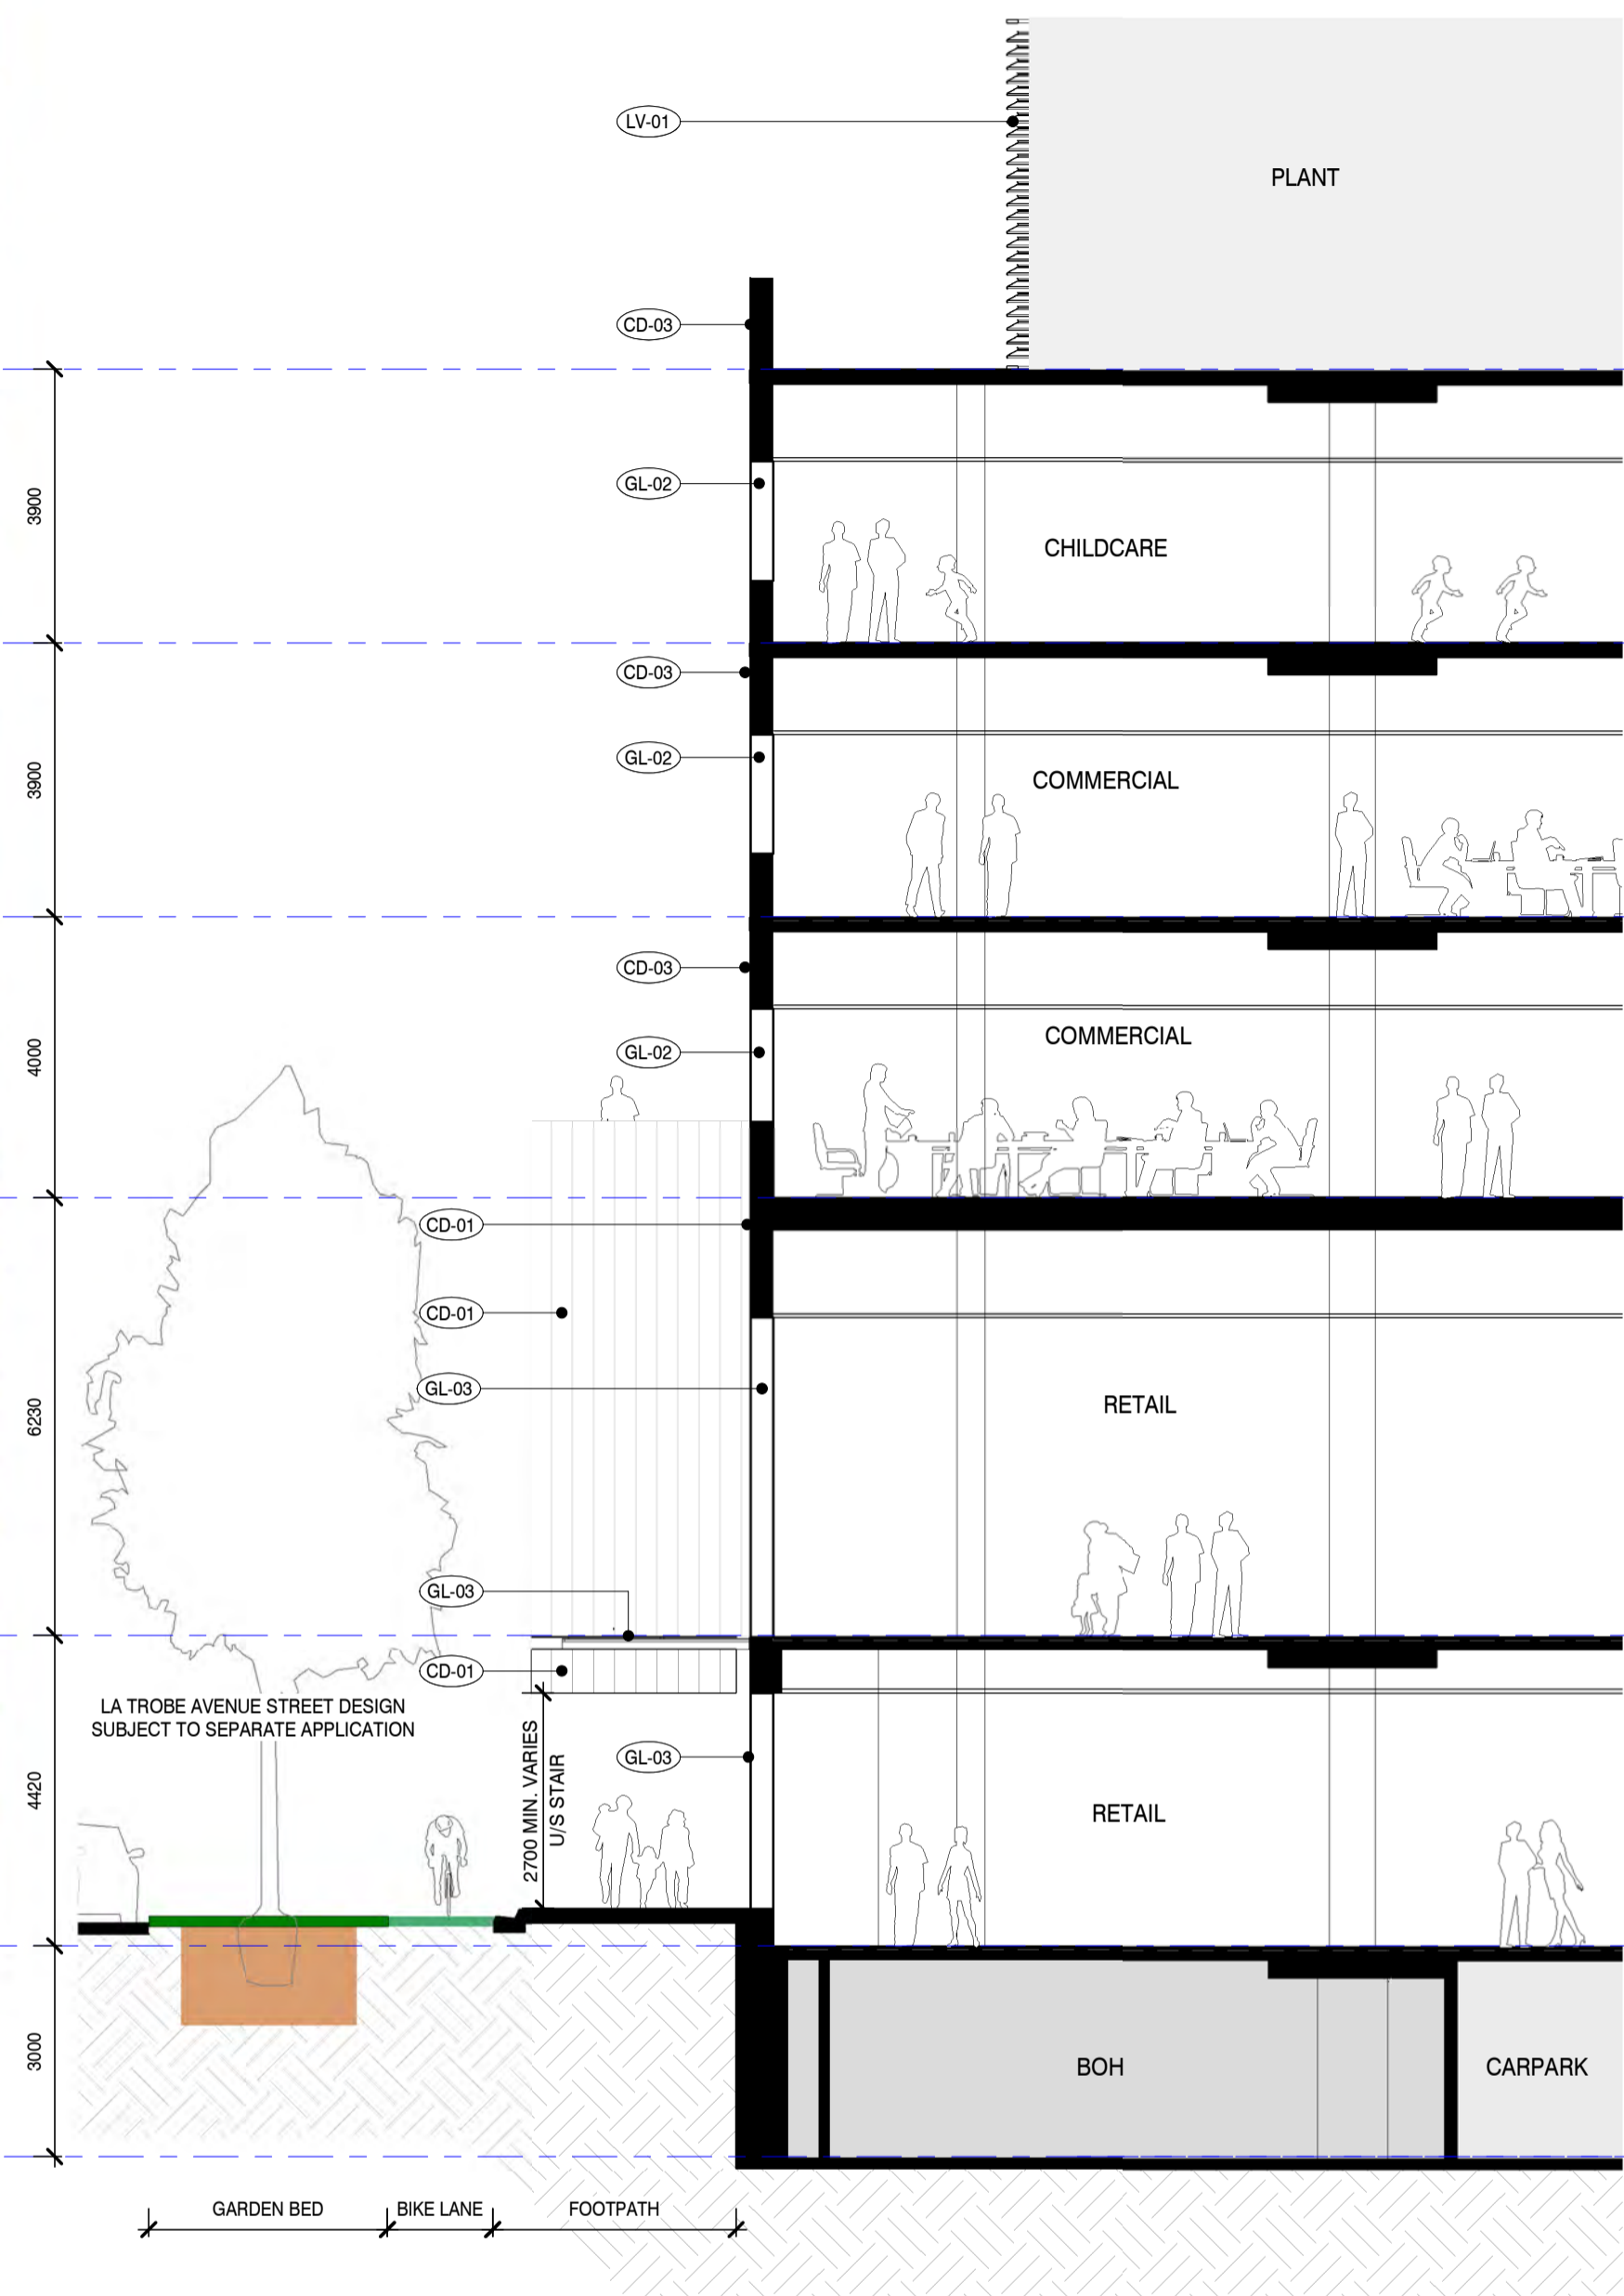 LV-01
PLANT
CD-03
GL-02
3900
CHILDCARE
CD-03
GL-02
3900
COMMERCIAL
CD-03
GL-02
4000
COMMERCIAL
CD-01
CD-01
GL-03
6230
RETAIL
GL-03
CD-01
LA TROBE AVENUE STREET DESIGN
SUBJECT TO SEPARATE APPLICATION
2700 MIN. VARIES
U/S STAIR
GL-03
4420
RETAIL
3000
BOH
CARPARK
GARDEN BED
BIKE LANE
FOOTPATH